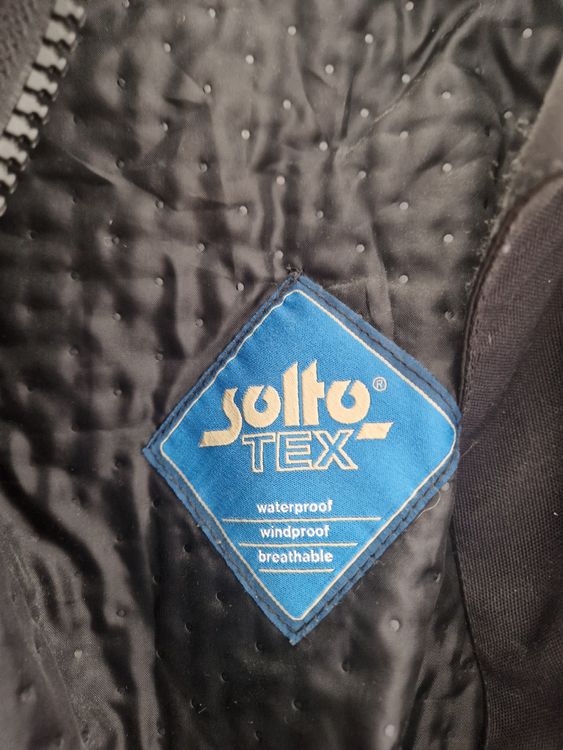 solto®
TEX
waterproof
windproof
breathable